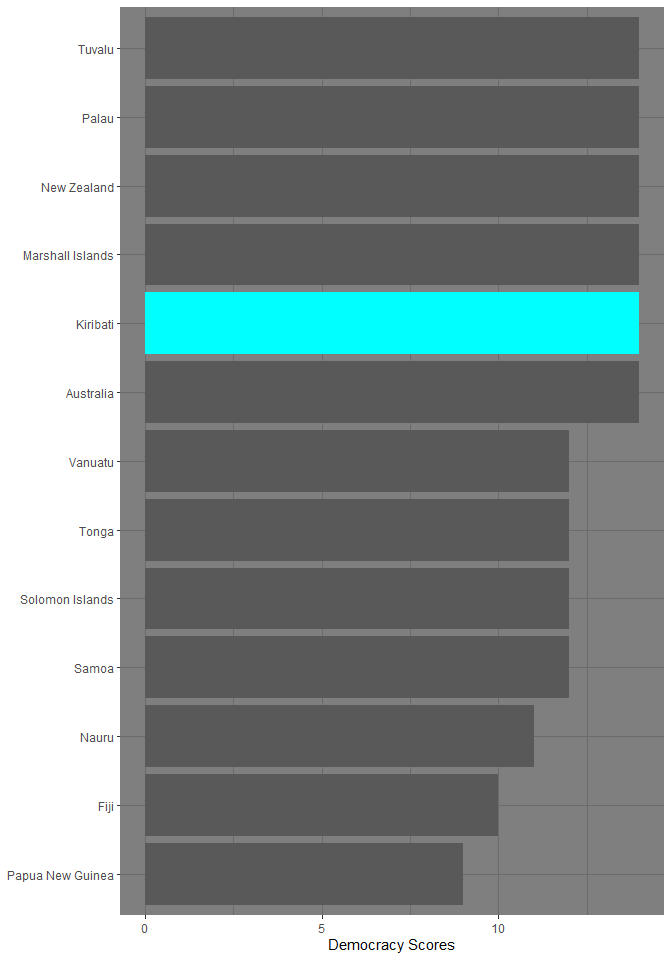 Tuvalu
Palau
New Zealand
Marshall Islands
Kiribati
Australia
Vanuatu
Tonga
Solomon Islands
Samoa
Nauru
Fiji
Papua New Guinea
0 5 10
Democracy Scores